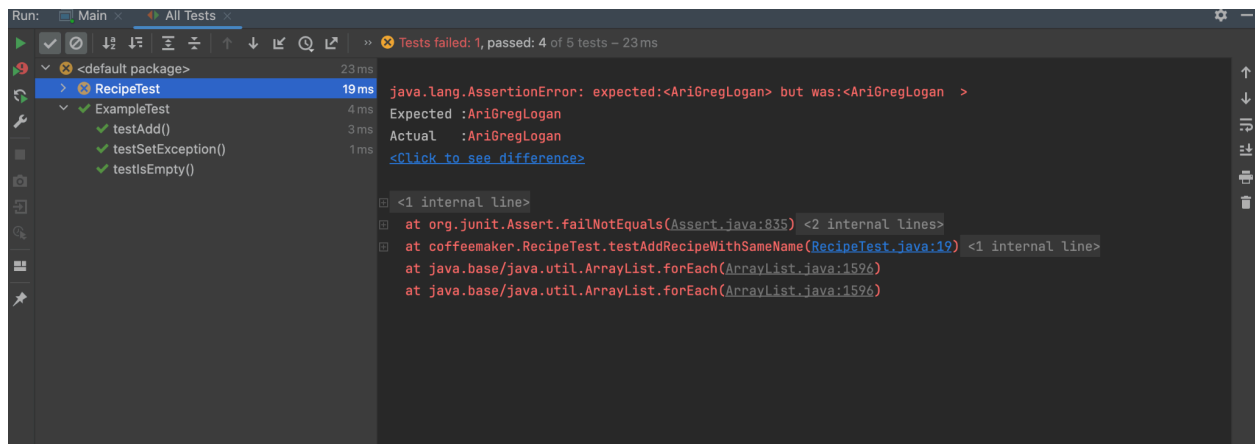 Run: Main × All Tests ×
» Tests failed: 1, passed: 4 of 5 tests – 23 ms
<default package> 23 ms
RecipeTest 19 ms
ExampleTest 4 ms
testAdd() 3 ms
testSetException() 1 ms
testIsEmpty()
java.lang.AssertionError: expected:<AriGregLogan> but was:<AriGregLogan  >
Expected :AriGregLogan
Actual   :AriGregLogan
<Click to see difference>
<1 internal line>
at org.junit.Assert.failNotEquals(Assert.java:835) <2 internal lines>
at coffeemaker.RecipeTest.testAddRecipeWithSameName(RecipeTest.java:19) <1 internal line>
at java.base/java.util.ArrayList.forEach(ArrayList.java:1596)
at java.base/java.util.ArrayList.forEach(ArrayList.java:1596)